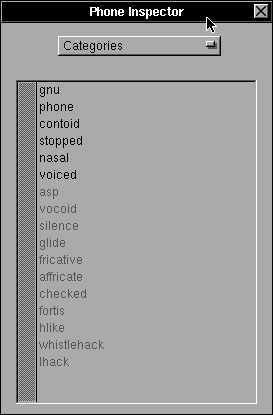 Phone Inspector
Categories
gnu
phone
contoid
stopped
nasal
voiced
asp
vocoid
silence
glide
fricative
affricate
checked
fortis
hlike
whistlehack
lhack